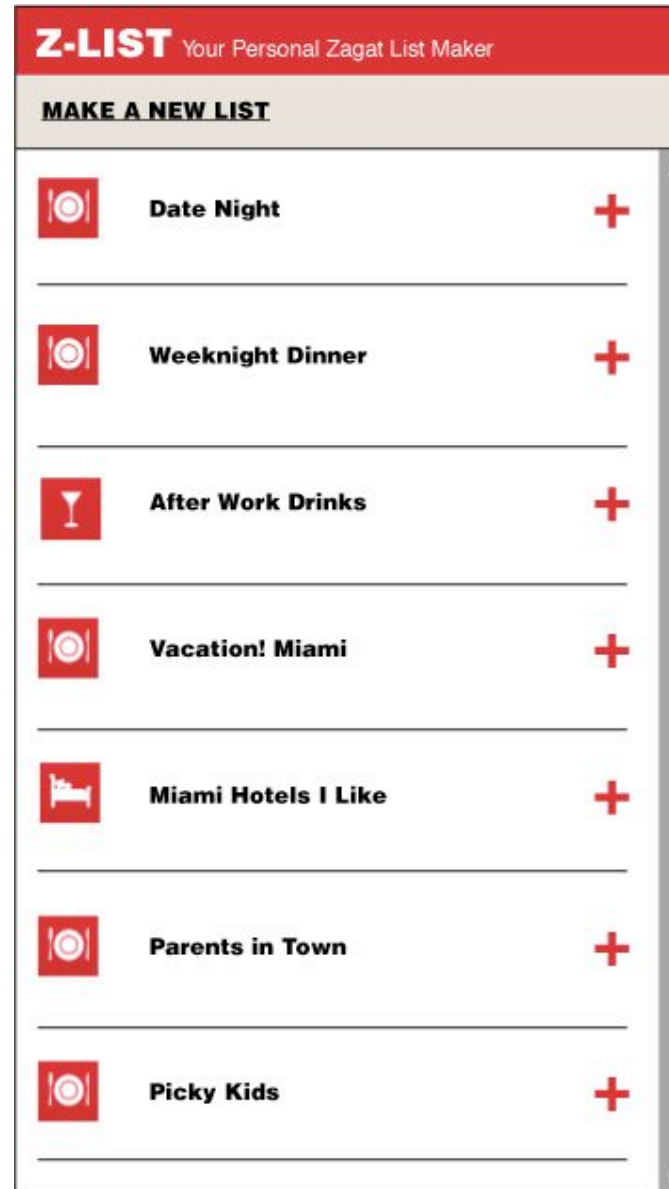 Z-LIST Your Personal Zagat List Maker
MAKE A NEW LIST
Date Night
Weeknight Dinner
After Work Drinks
Vacation! Miami
Miami Hotels I Like
Parents in Town
Picky Kids